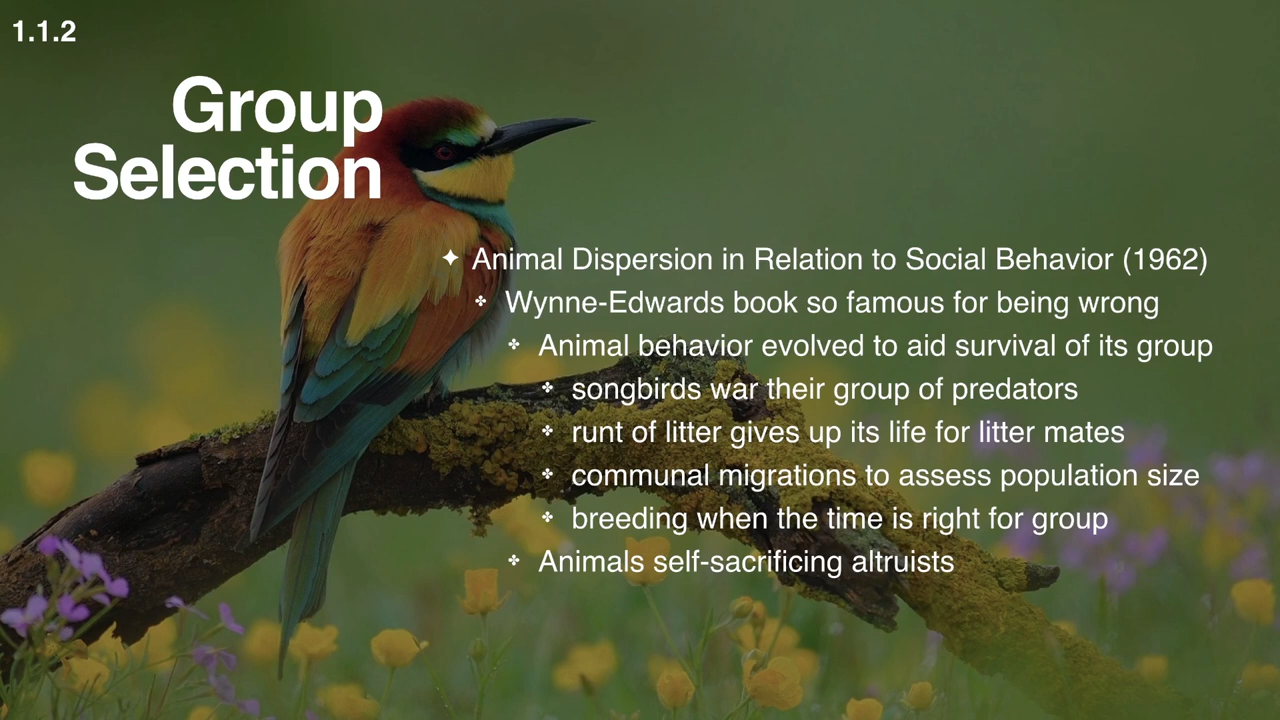 1.1.2
Group
Selection
✦ Animal Dispersion in Relation to Social Behavior (1962)
✤ Wynne-Edwards book so famous for being wrong
✤ Animal behavior evolved to aid survival of its group
✤ songbirds war their group of predators
✤ runt of litter gives up its life for litter mates
✤ communal migrations to assess population size
✤ breeding when the time is right for group
✤ Animals self-sacrificing altruists